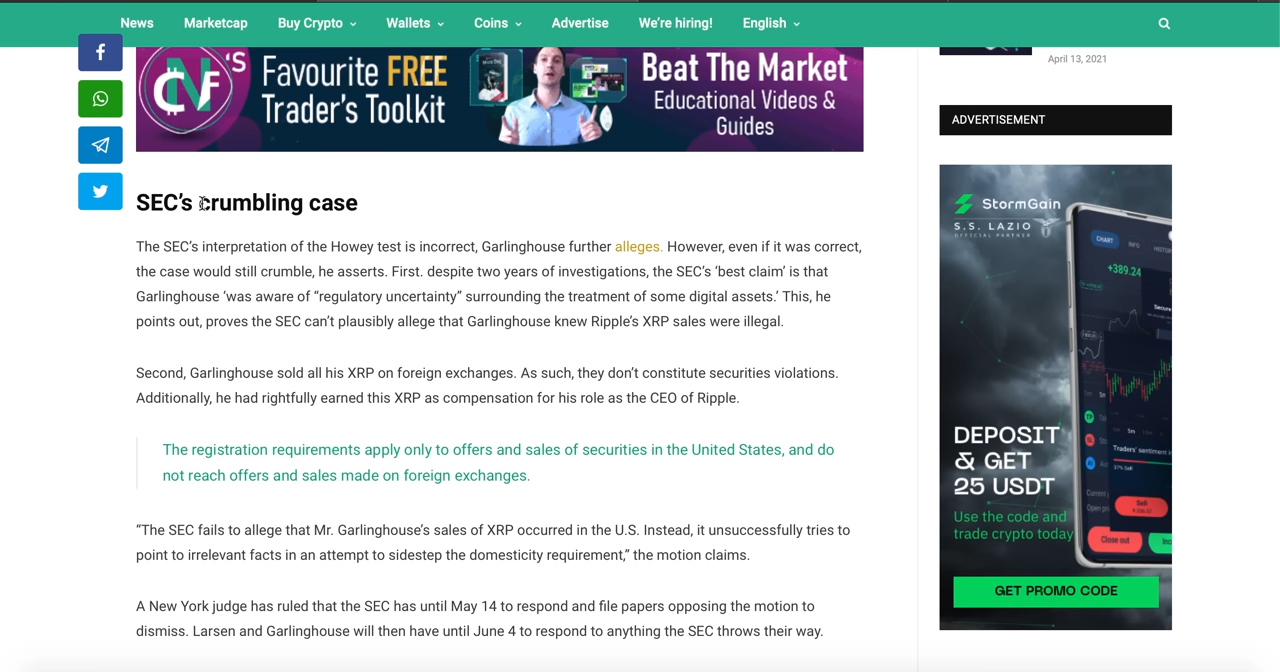 News Marketcap Buy Crypto Wallets Coins Advertise We're hiring! English
CNF'S
Favourite FREE
Trader's Toolkit
Beat The Market
Educational Videos &
Guides
April 13, 2021
SEC’s crumbling case
The SEC’s interpretation of the Howey test is incorrect, Garlinghouse further alleges. However, even if it was correct,
the case would still crumble, he asserts. First. despite two years of investigations, the SEC’s ‘best claim’ is that
Garlinghouse ‘was aware of “regulatory uncertainty” surrounding the treatment of some digital assets.’ This, he
points out, proves the SEC can’t plausibly allege that Garlinghouse knew Ripple’s XRP sales were illegal.
Second, Garlinghouse sold all his XRP on foreign exchanges. As such, they don’t constitute securities violations.
Additionally, he had rightfully earned this XRP as compensation for his role as the CEO of Ripple.
The registration requirements apply only to offers and sales of securities in the United States, and do
not reach offers and sales made on foreign exchanges.
“The SEC fails to allege that Mr. Garlinghouse’s sales of XRP occurred in the U.S. Instead, it unsuccessfully tries to
point to irrelevant facts in an attempt to sidestep the domesticity requirement,” the motion claims.
A New York judge has ruled that the SEC has until May 14 to respond and file papers opposing the motion to
dismiss. Larsen and Garlinghouse will then have until June 4 to respond to anything the SEC throws their way.
ADVERTISEMENT
StormGain
S.S. LAZIO
OFFICIAL PARTNER
CHART INFO
+389.24
5m
Traders' sentiment
Sell
Close out
DEPOSIT
& GET
25 USDT
Use the code and
trade crypto today
GET PROMO CODE